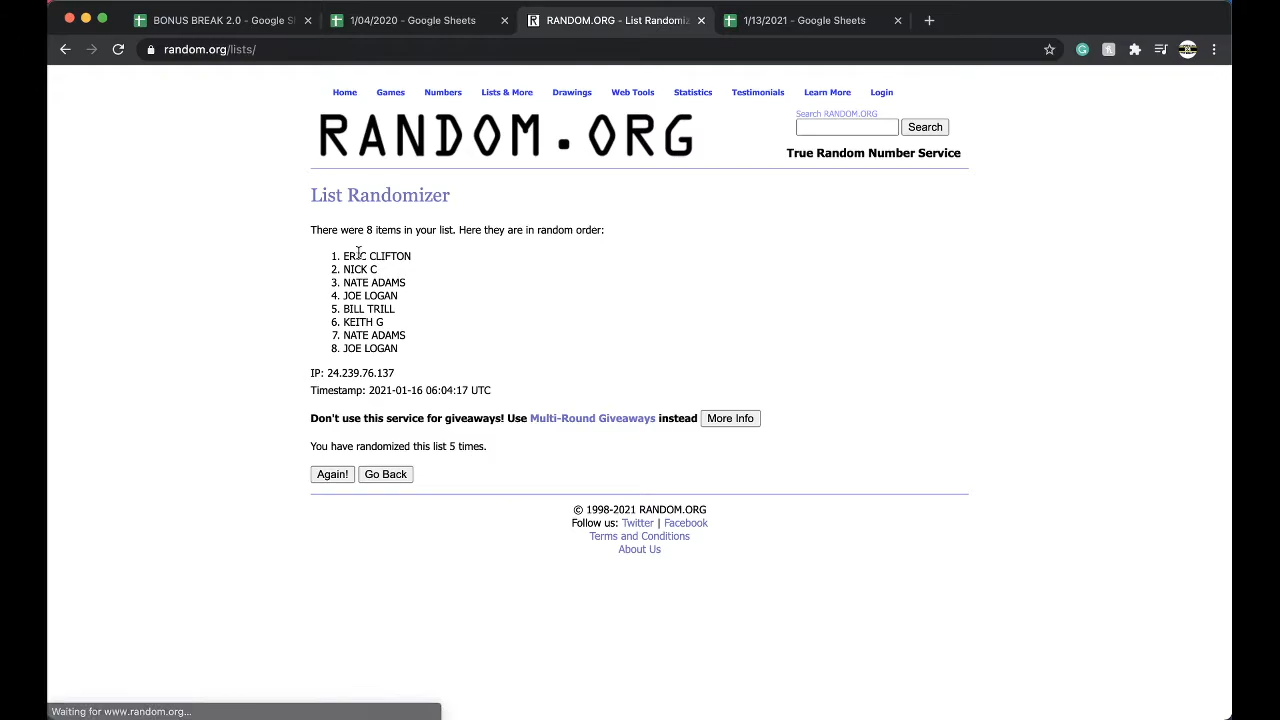 BONUS BREAK 2.0 - Google S
1/04/2020 - Google Sheets
RANDOM.ORG - List Randomiz
1/13/2021 - Google Sheets
random.org/lists/
Home Games Numbers Lists & More Drawings Web Tools Statistics Testimonials Learn More Login
RANDOM.ORG
Search RANDOM.ORG
Search
True Random Number Service
List Randomizer
There were 8 items in your list. Here they are in random order:
1. ERIC CLIFTON
2. NICK C
3. NATE ADAMS
4. JOE LOGAN
5. BILL TRILL
6. KEITH G
7. NATE ADAMS
8. JOE LOGAN
IP: 24.239.76.137
Timestamp: 2021-01-16 06:04:17 UTC
Don't use this service for giveaways! Use Multi-Round Giveaways instead More Info
You have randomized this list 5 times.
Again! Go Back
© 1998-2021 RANDOM.ORG
Follow us: Twitter | Facebook
Terms and Conditions
About Us
Waiting for www.random.org...